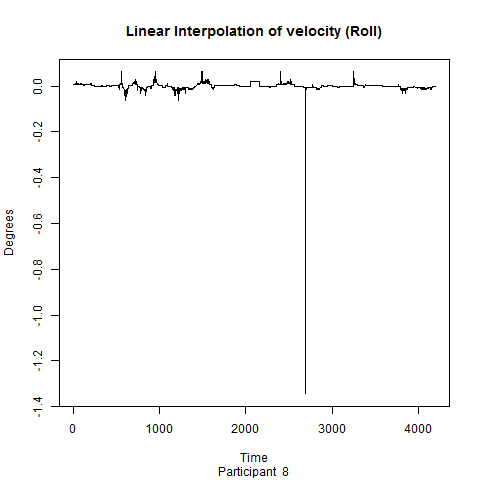 Linear Interpolation of velocity (Roll)
Degrees
0.0
-0.2
-0.4
-0.6
-0.8
-1.0
-1.2
-1.4
0 1000 2000 3000 4000
Time
Participant 8